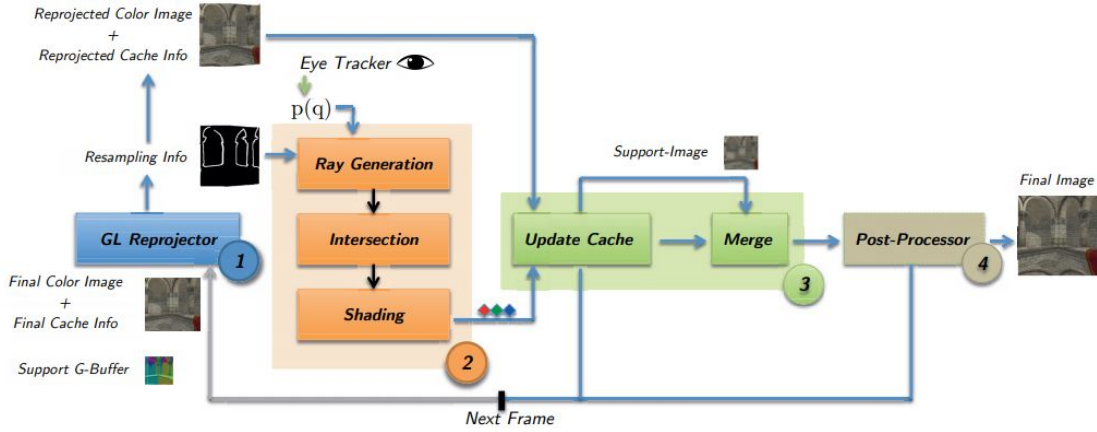 Reprojected Color Image
+
Reprojected Cache Info
Eye Tracker
p(q)
Resampling Info
Ray Generation
Support-Image
Final Image
GL Reprojector
1
Intersection
Update Cache
Merge
3
Post-Processor
4
Final Color Image
+
Final Cache Info
Shading
2
Support G-Buffer
Next Frame